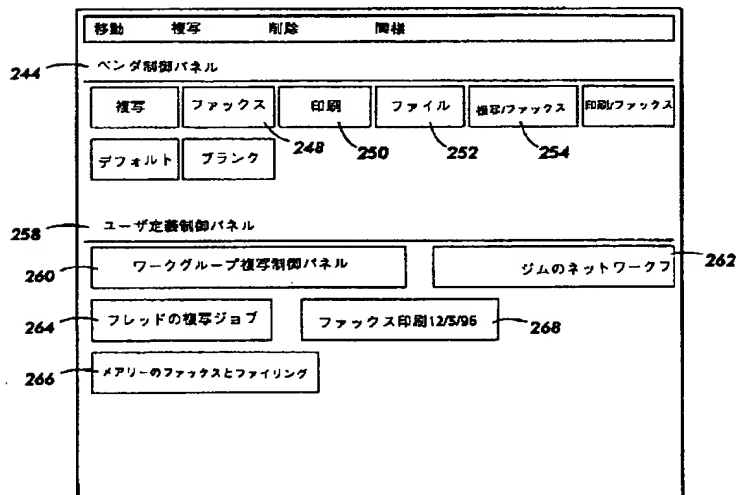 移動 複写 削除 同様
244 ベンダ制御パネル
複写 ファックス 印刷 ファイル 複写/ファックス 印刷/ファックス
248 250 252 254
デフォルト ブランク
258 ユーザ定義制御パネル
260 ワークグループ複写制御パネル ジムのネットワークフ 262
264 フレッドの複写ジョブ ファックス印刷12/5/96 268
266 メアリーのファックスとファイリング